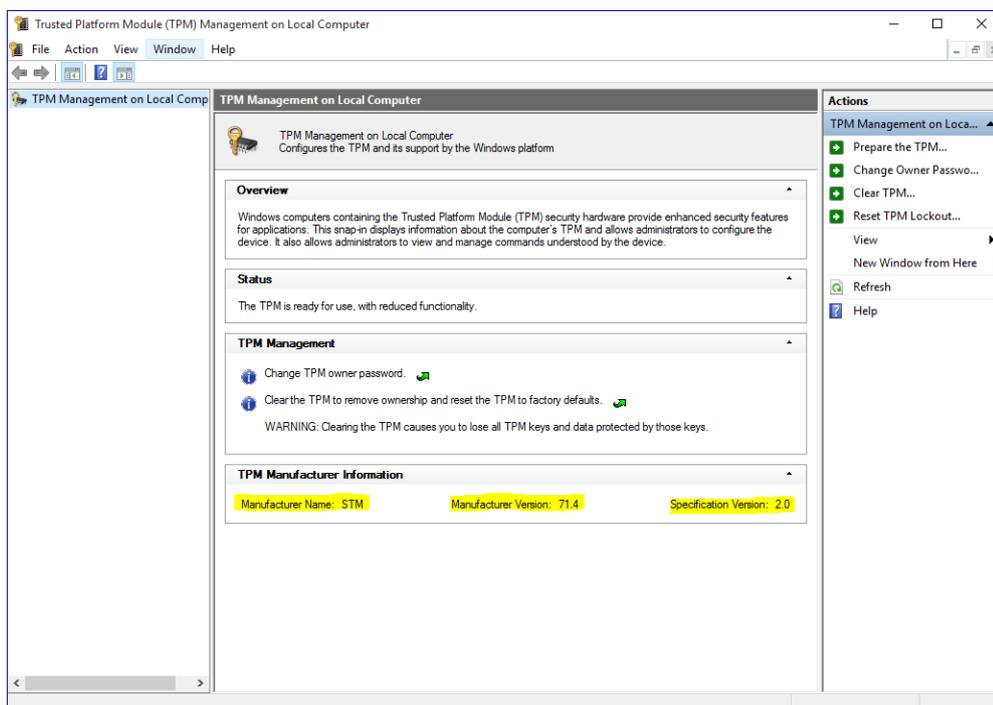 Trusted Platform Module (TPM) Management on Local Computer
File Action View Window Help
TPM Management on Local Comp
TPM Management on Local Computer
TPM Management on Local Computer
Configures the TPM and its support by the Windows platform
Overview
Windows computers containing the Trusted Platform Module (TPM) security hardware provide enhanced security features
for applications. This snap-in displays information about the computer's TPM and allows administrators to configure the
device. It also allows administrators to view and manage commands understood by the device.
Status
The TPM is ready for use, with reduced functionality.
TPM Management
Change TPM owner password.
Clear the TPM to remove ownership and reset the TPM to factory defaults.
WARNING: Clearing the TPM causes you to lose all TPM keys and data protected by those keys.
TPM Manufacturer Information
Manufacturer Name: STM Manufacturer Version: 71.4 Specification Version: 2.0
Actions
TPM Management on Loca...
Prepare the TPM...
Change Owner Passwo...
Clear TPM...
Reset TPM Lockout...
View
New Window from Here
Refresh
Help